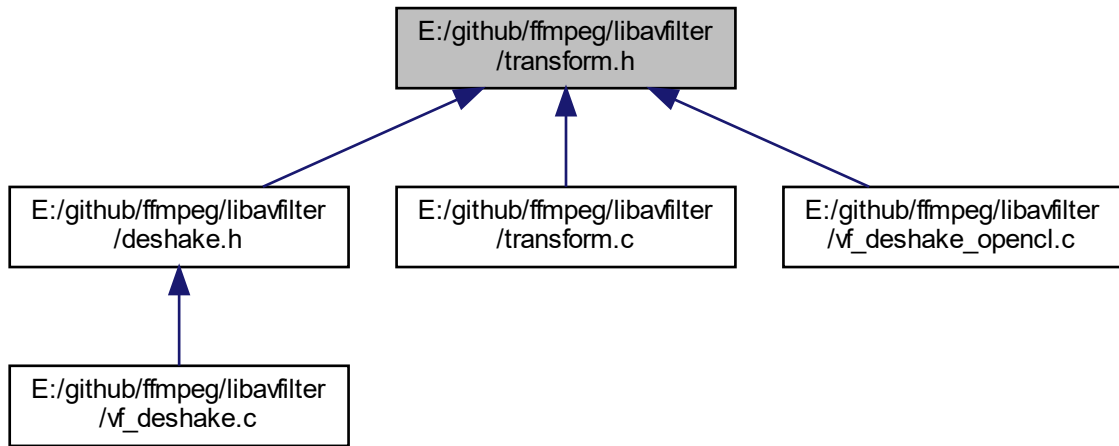 E:/github/ffmpeg/libavfilter
/transform.h
E:/github/ffmpeg/libavfilter
/deshake.h
E:/github/ffmpeg/libavfilter
/transform.c
E:/github/ffmpeg/libavfilter
/vf_deshake_opencl.c
E:/github/ffmpeg/libavfilter
/vf_deshake.c